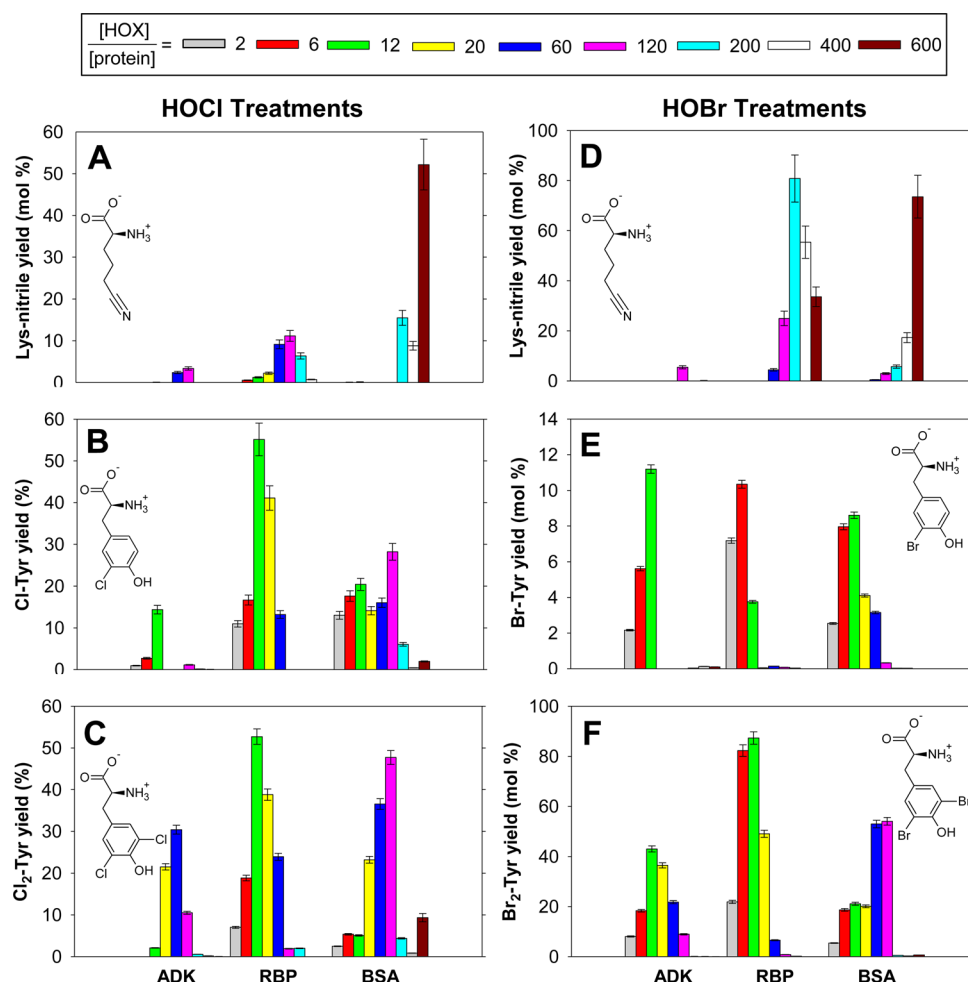 [HOX]
[protein]
= 2 6 12 20 60 120 200 400 600
HOCl Treatments
HOBr Treatments
A
Lys-nitrile yield (mol %)
60
50
40
30
20
10
0
O
O-
NH3+
N
D
Lys-nitrile yield (mol %)
100
80
60
40
20
0
O
O-
NH3+
N
B
Cl-Tyr yield (%)
60
50
40
30
20
10
0
O
O-
NH3+
Cl
OH
E
Br-Tyr yield (mol %)
14
12
10
8
6
4
2
0
O
O-
NH3+
Br
OH
C
Cl2-Tyr yield (%)
60
50
40
30
20
10
0
O
O-
NH3+
Cl
Cl
OH
ADK RBP BSA
F
Br2-Tyr yield (mol %)
100
80
60
40
20
0
O
O-
NH3+
Br
Br
OH
ADK RBP BSA